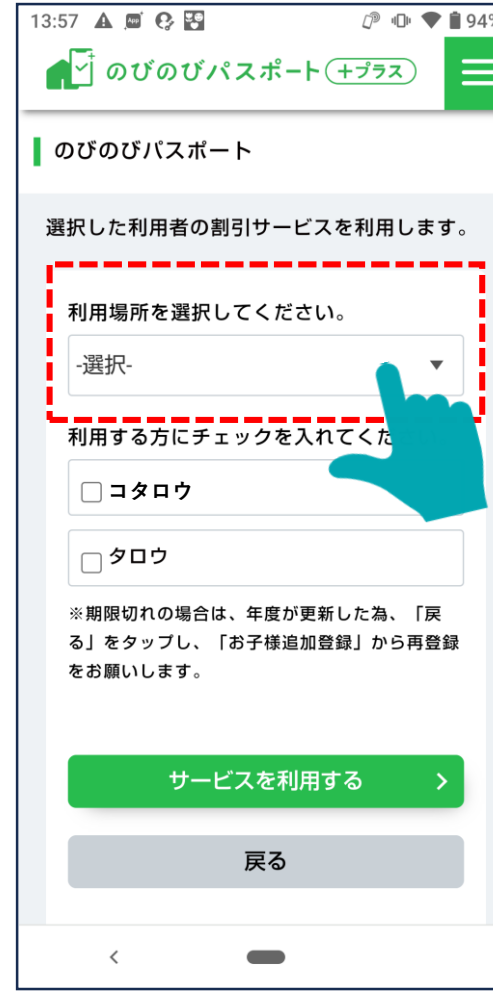 13:57
94%
のびのびパスポート +プラス
のびのびパスポート
選択した利用者の割引サービスを利用します。
利用場所を選択してください。
-選択-
利用する方にチェックを入れてくだ
コタロウ
タロウ
※期限切れの場合は、年度が更新した為、「戻
る」をタップし、「お子様追加登録」から再登録
をお願いします。
サービスを利用する
戻る